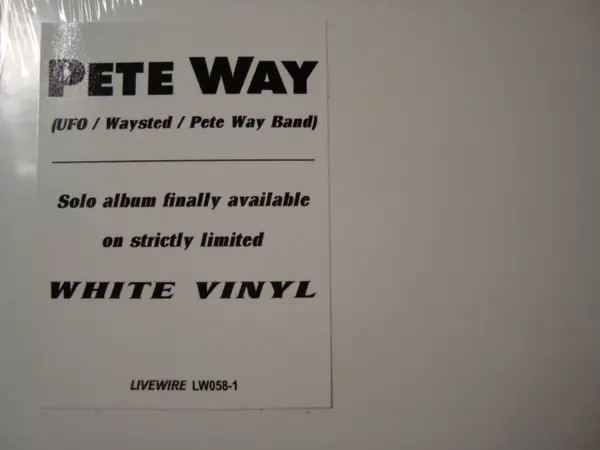 PETE WAY
(UFO / Waysted / Pete Way Band)
Solo album finally available
on strictly limited
WHITE VINYL
LIVEWIRE LW058-1